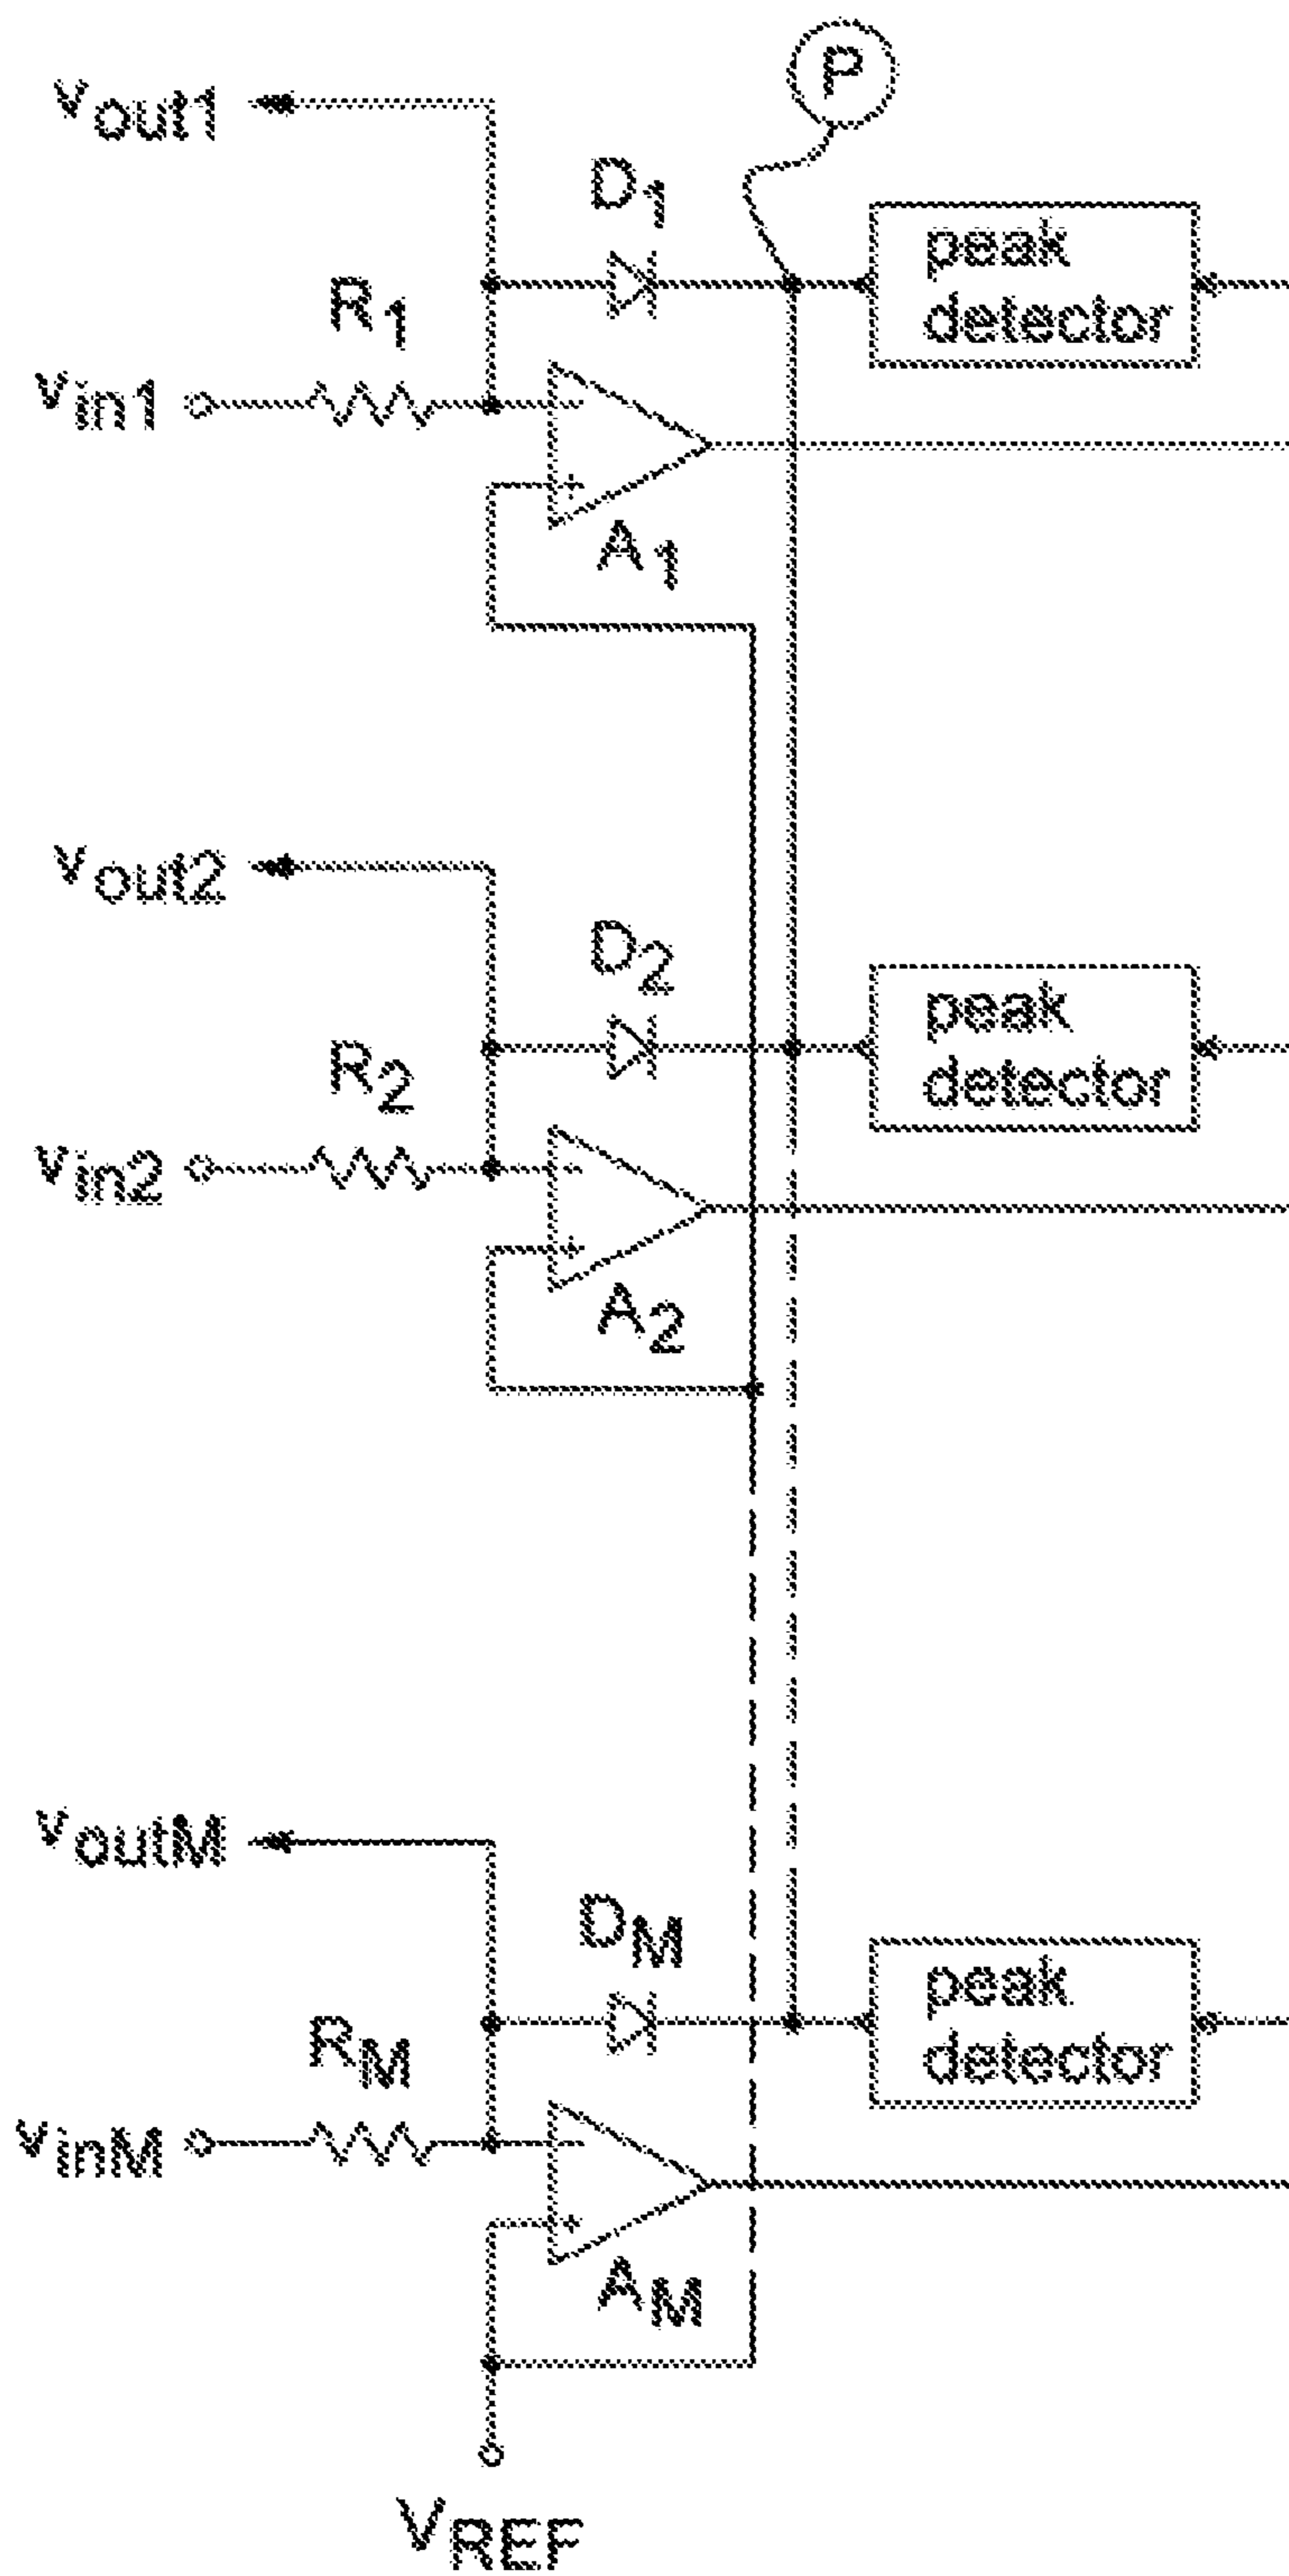 P
vout1
D1
peak
detector
R1
vin1
−
+
A1
vout2
D2
peak
detector
R2
vin2
−
+
A2
voutM
DM
peak
detector
RM
vinM
−
+
AM
VREF